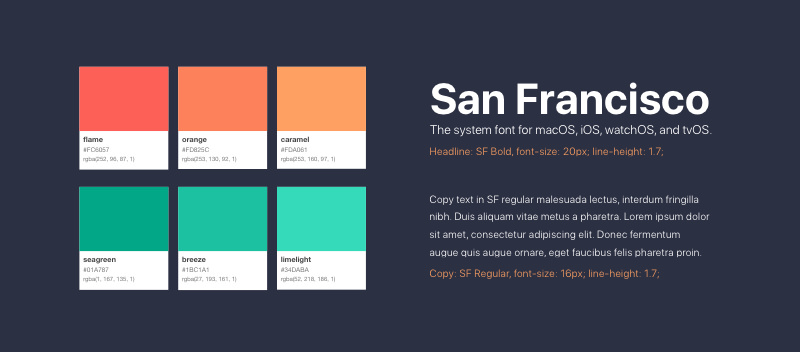 flame
#FC6057
rgba(252, 96, 87, 1)
orange
#FD825C
rgba(253, 130, 92, 1)
caramel
#FDA061
rgba(253, 160, 97, 1)
seagreen
#01A787
rgba(1, 167, 135, 1)
breeze
#1BC1A1
rgba(27, 193, 161, 1)
limelight
#34DABA
rgba(52, 218, 186, 1)
San Francisco
The system font for macOS, iOS, watchOS, and tvOS.
Headline: SF Bold, font-size: 20px; line-height: 1.7;
Copy text in SF regular malesuada lectus, interdum fringilla
nibh. Duis aliquam vitae metus a pharetra. Lorem ipsum dolor
sit amet, consectetur adipiscing elit. Donec fermentum
augue quis augue ornare, eget faucibus felis pharetra proin.
Copy: SF Regular, font-size: 16px; line-height: 1.7;